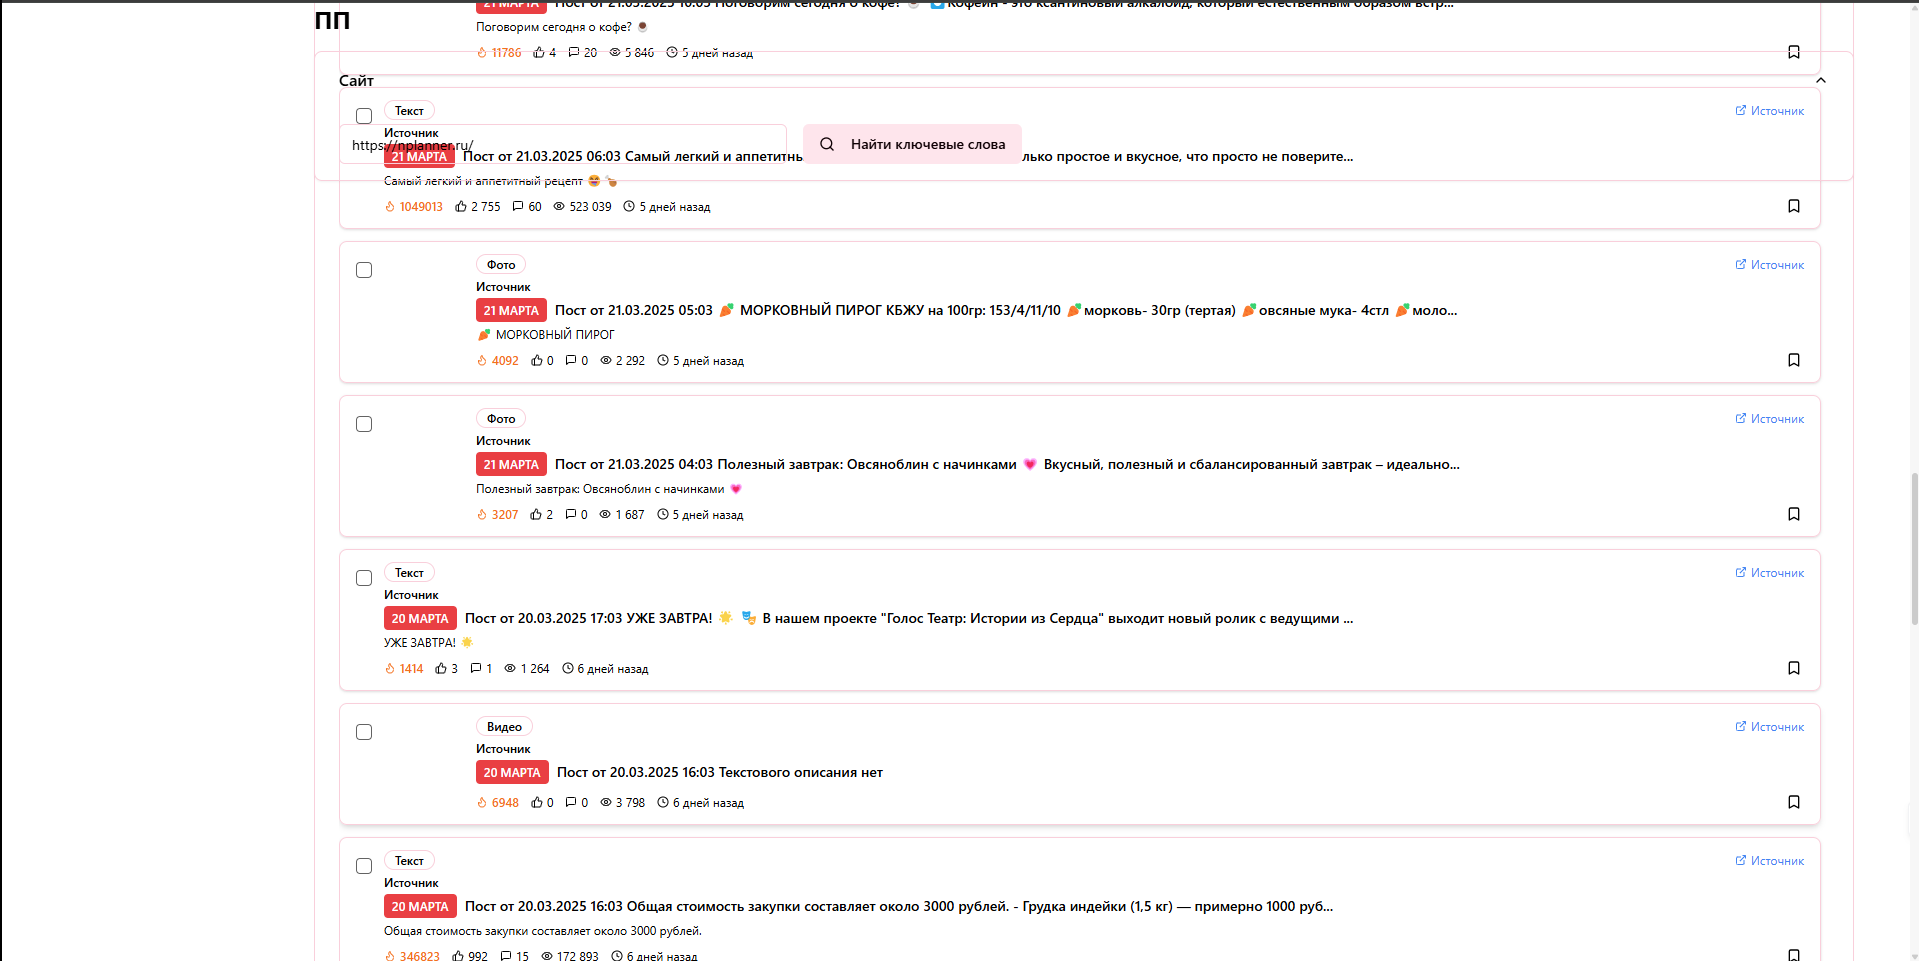 21 МАРТА Пост от 21.03.2025 10:03 Поговорим сегодня о кофе? Кофеин - это ксантиновый алкалоид, который естественным образом встр...
ПП
Поговорим сегодня о кофе?
11786 4 20 5 846 5 дней назад
Сайт
Текст Источник
Источник
https://nplanner.ru/ Найти ключевые слова
21 МАРТА Пост от 21.03.2025 06:03 Самый легкий и аппетитнь лько простое и вкусное, что просто не поверите...
Самый легкий и аппетитный рецепт
1049013 2 755 60 523 039 5 дней назад
Фото Источник
Источник
21 МАРТА Пост от 21.03.2025 05:03 🥕 МОРКОВНЫЙ ПИРОГ КБЖУ на 100гр: 153/4/11/10 🥕морковь- 30гр (тертая) 🥕овсяные мука- 4стл 🥕моло...
🥕 МОРКОВНЫЙ ПИРОГ
4092 0 0 2 292 5 дней назад
Фото Источник
Источник
21 МАРТА Пост от 21.03.2025 04:03 Полезный завтрак: Овсяноблин с начинками 💗 Вкусный, полезный и сбалансированный завтрак – идеально...
Полезный завтрак: Овсяноблин с начинками 💗
3207 2 0 1 687 5 дней назад
Текст Источник
Источник
20 МАРТА Пост от 20.03.2025 17:03 УЖЕ ЗАВТРА! 🌟 🎭 В нашем проекте "Голос Театр: Истории из Сердца" выходит новый ролик с ведущими ...
УЖЕ ЗАВТРА! 🌟
1414 3 1 1 264 6 дней назад
Видео Источник
Источник
20 МАРТА Пост от 20.03.2025 16:03 Текстового описания нет
6948 0 0 3 798 6 дней назад
Текст Источник
Источник
20 МАРТА Пост от 20.03.2025 16:03 Общая стоимость закупки составляет около 3000 рублей. - Грудка индейки (1,5 кг) — примерно 1000 руб...
Общая стоимость закупки составляет около 3000 рублей.
346823 992 15 172 893 6 дней назад